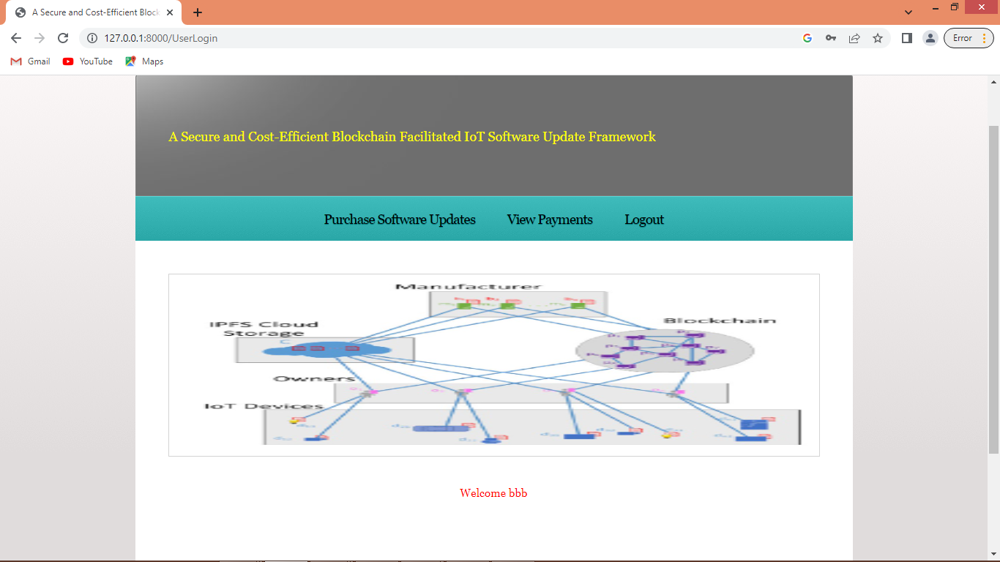 A Secure and Cost-Efficient Block
127.0.0.1:8000/UserLogin
Error
Gmail YouTube Maps
A Secure and Cost-Efficient Blockchain Facilitated IoT Software Update Framework
Purchase Software Updates View Payments Logout
Manufacturer
IPFS Cloud
Storage
Blockchain
C
Owners
IoT Devices
Welcome bbb